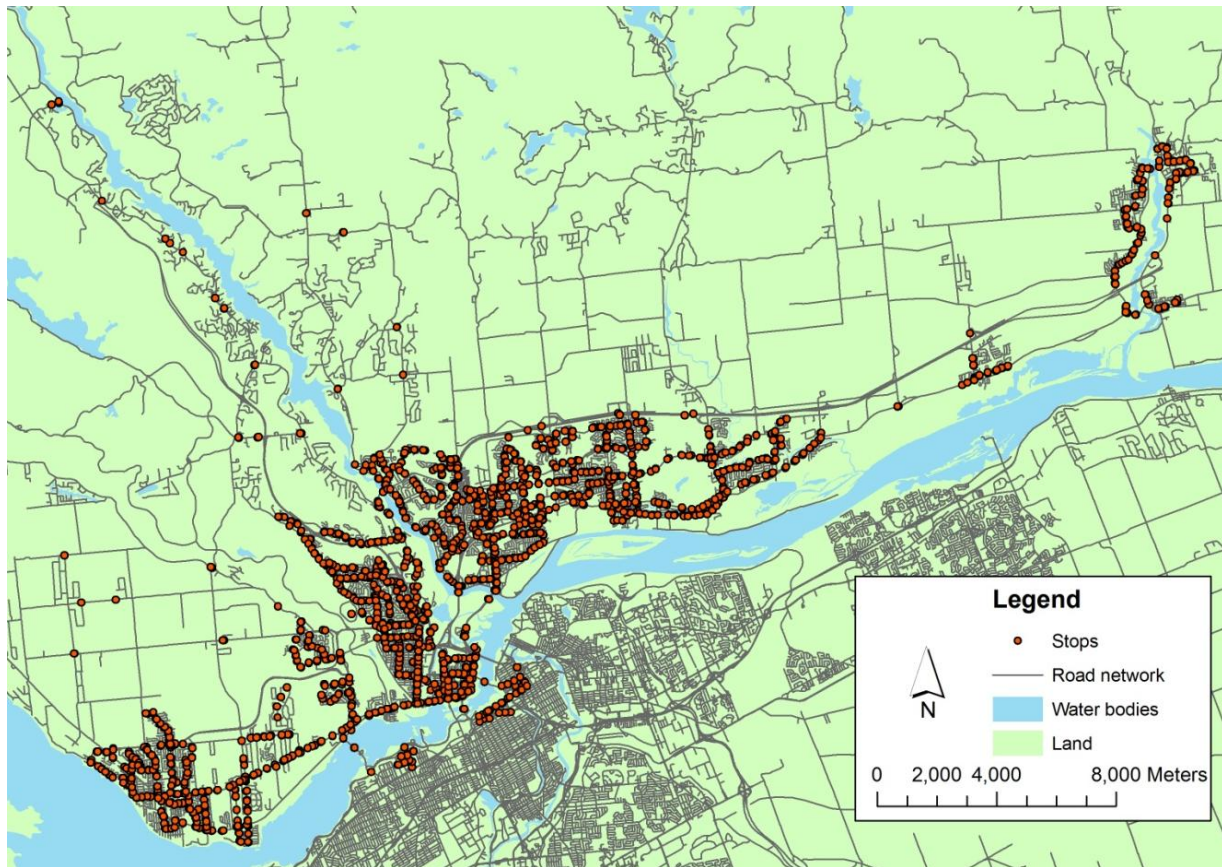 Legend
Stops
Road network
N
Water bodies
Land
0 2,000 4,000 8,000 Meters